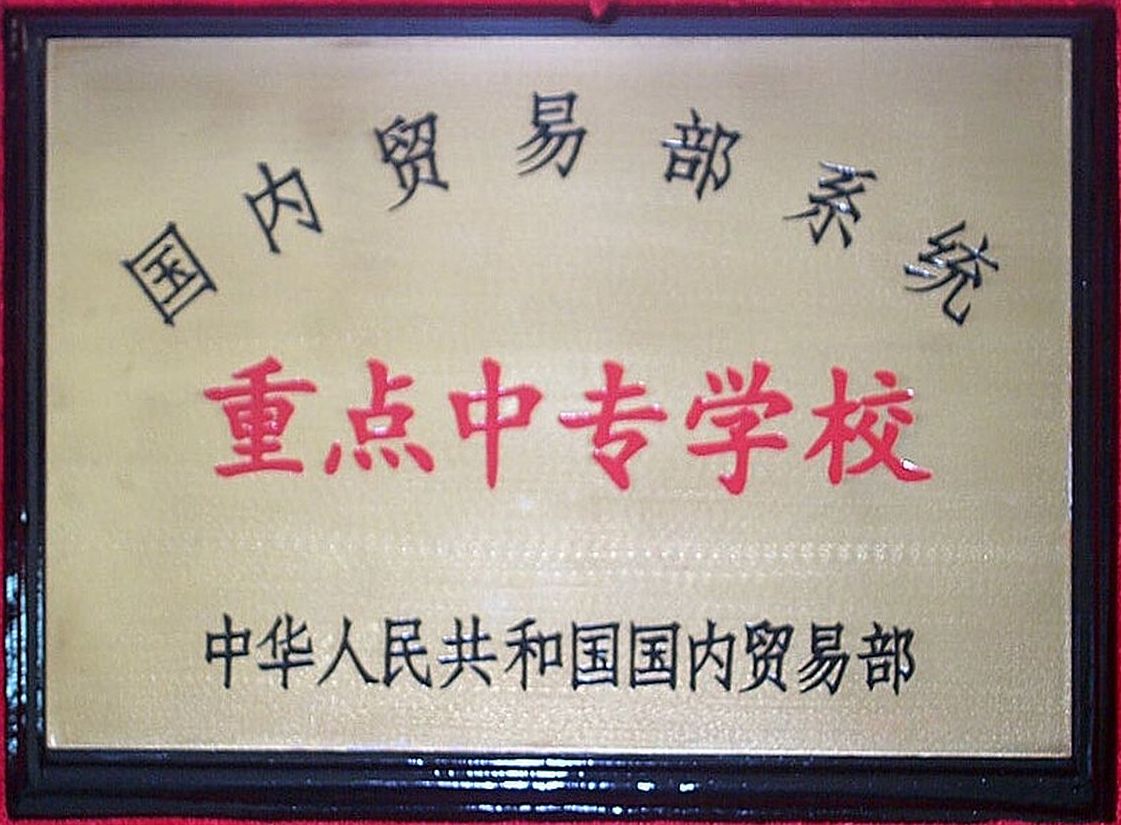 国内贸易部系统
重点中专学校
中华人民共和国国内贸易部